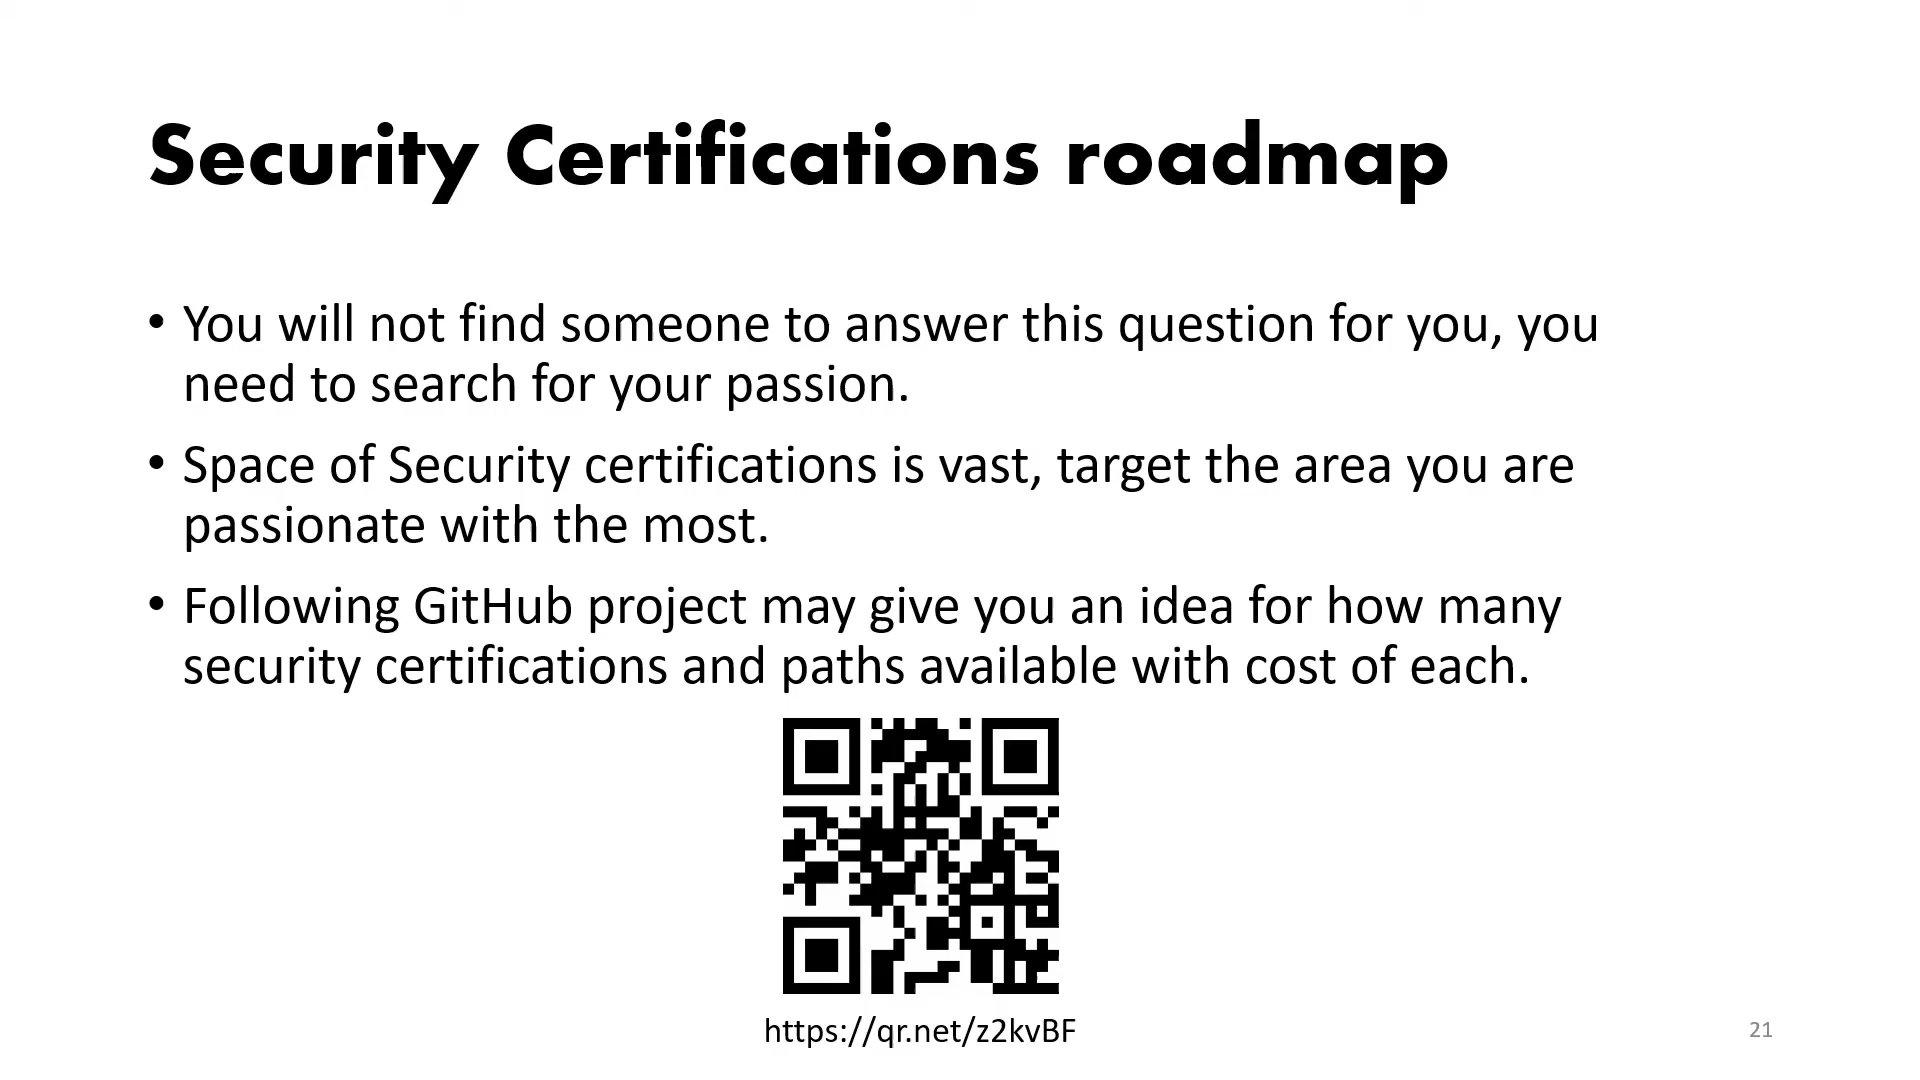 Security Certifications roadmap
• You will not find someone to answer this question for you, you
need to search for your passion.
• Space of Security certifications is vast, target the area you are
passionate with the most.
• Following GitHub project may give you an idea for how many
security certifications and paths available with cost of each.
https://qr.net/z2kvBF
21